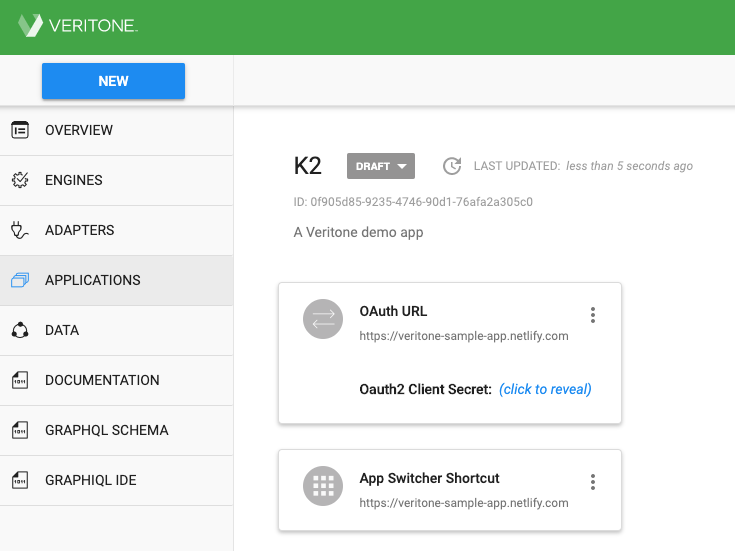 VERITONE
NEW
OVERVIEW
ENGINES
ADAPTERS
APPLICATIONS
DATA
DOCUMENTATION
GRAPHQL SCHEMA
GRAPHIQL IDE
K2 DRAFT LAST UPDATED: less than 5 seconds ago
ID: 0f905d85-9235-4746-90d1-76afa2a305c0
A Veritone demo app
OAuth URL
https://veritone-sample-app.netlify.com
Oauth2 Client Secret: (click to reveal)
App Switcher Shortcut
https://veritone-sample-app.netlify.com